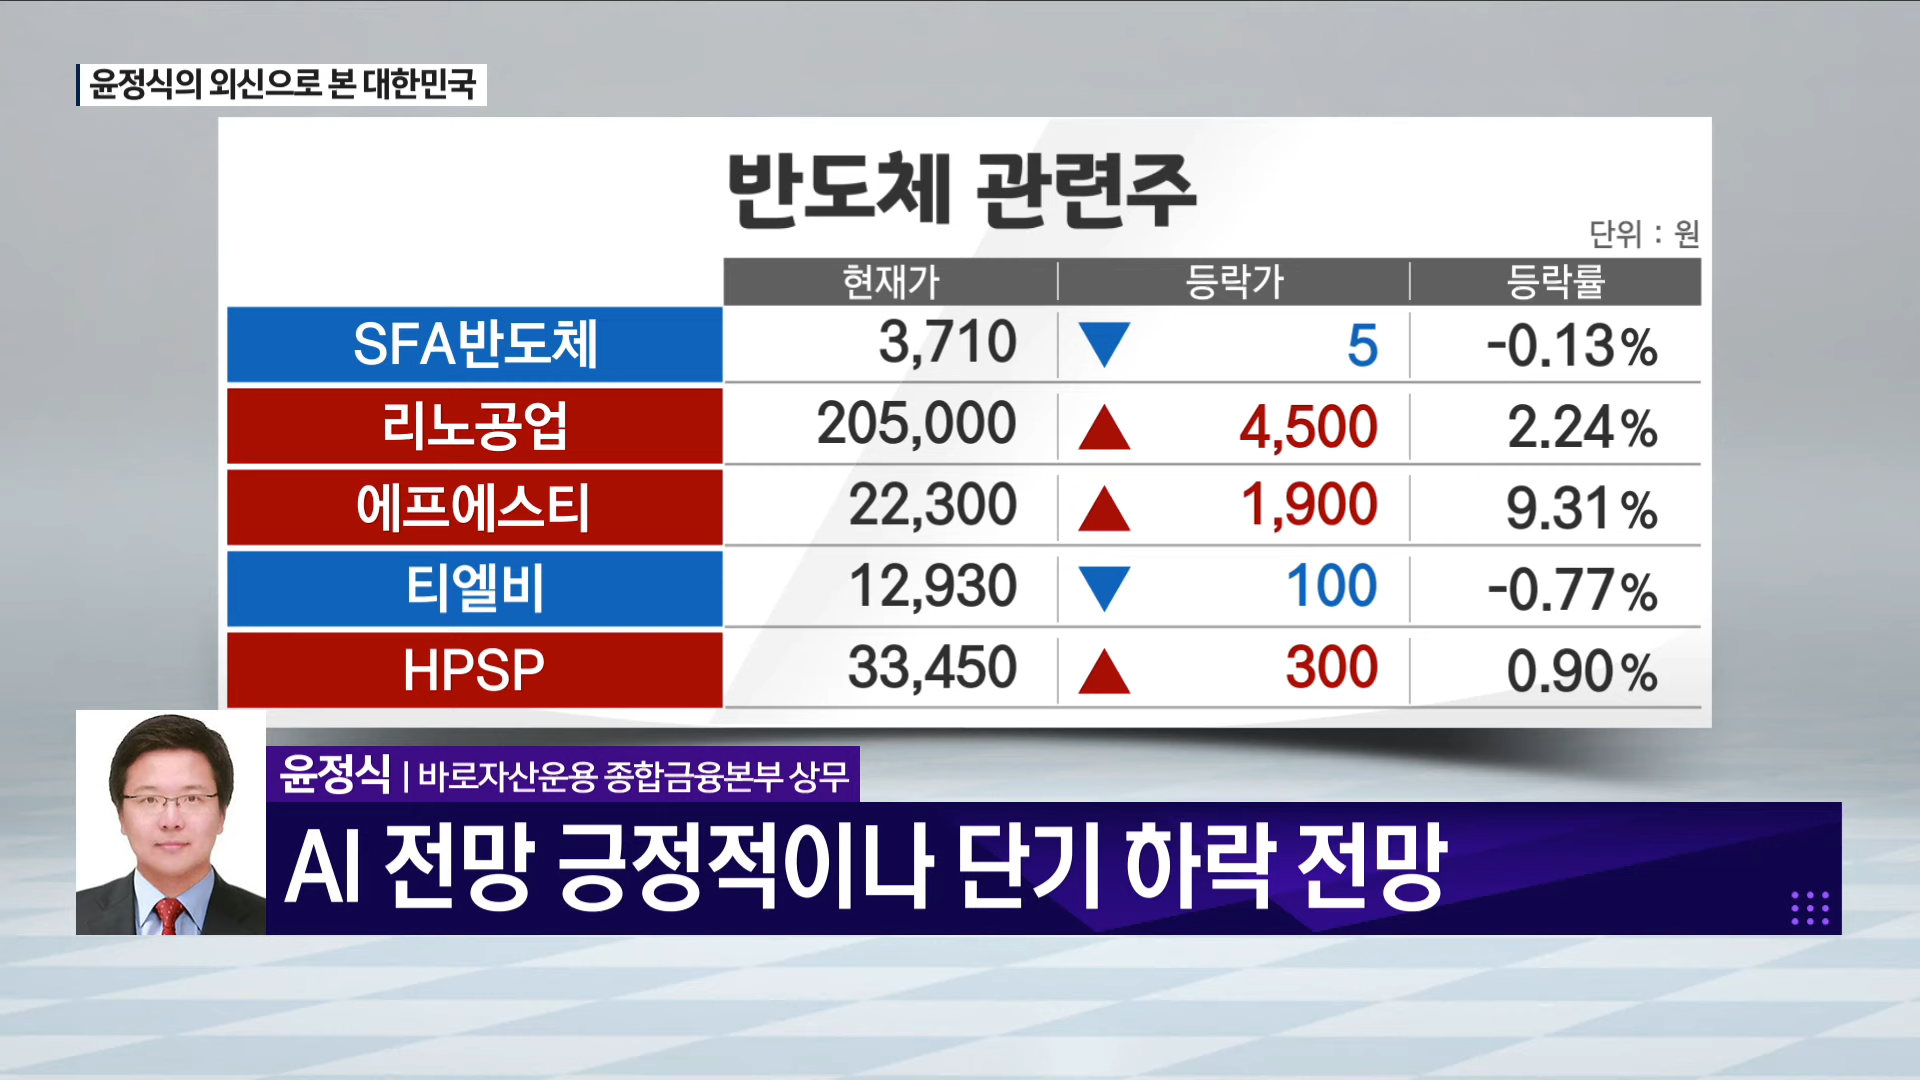 윤정식의 외신으로 본 대한민국
반도체 관련주
단위 : 원
현재가 등락가 등락률
SFA반도체 3,710 ▼ 5 -0.13%
리노공업 205,000 ▲ 4,500 2.24%
에프에스티 22,300 ▲ 1,900 9.31%
티엘비 12,930 ▼ 100 -0.77%
HPSP 33,450 ▲ 300 0.90%
윤정식 | 바로자산운용 종합금융본부 상무
AI 전망 긍정적이나 단기 하락 전망